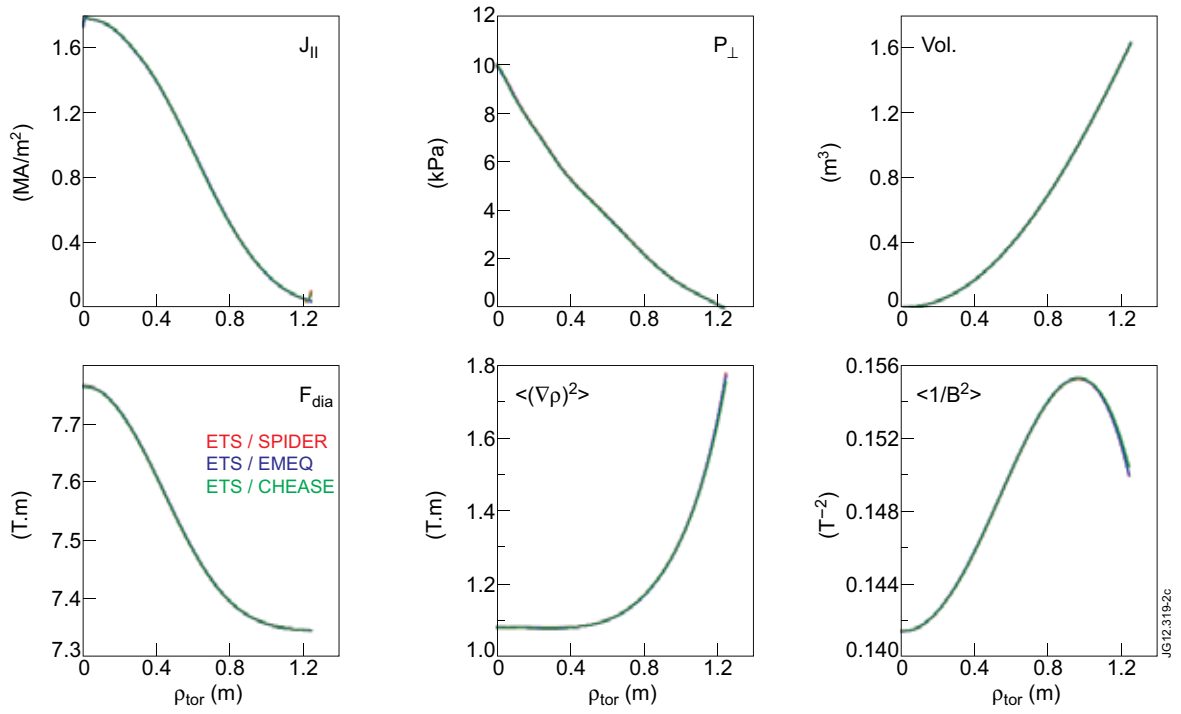 J||
(MA/m²)
1.6
1.2
0.8
0.4
0
0 0.4 0.8 1.2
P⊥
(kPa)
12
10
8
6
4
2
0
0 0.4 0.8 1.2
Vol.
(m³)
1.6
1.2
0.8
0.4
0
0 0.4 0.8 1.2
F_dia
ETS / SPIDER
ETS / EMEQ
ETS / CHEASE
(T.m)
7.7
7.6
7.5
7.4
7.3
0 0.4 0.8 1.2
ρ_tor (m)
<(∇ρ)²>
(T.m)
1.8
1.6
1.4
1.2
1.0
0 0.4 0.8 1.2
ρ_tor (m)
<1/B²>
(T⁻²)
0.156
0.152
0.148
0.144
0.140
0 0.4 0.8 1.2
ρ_tor (m)
JG12.319-2c